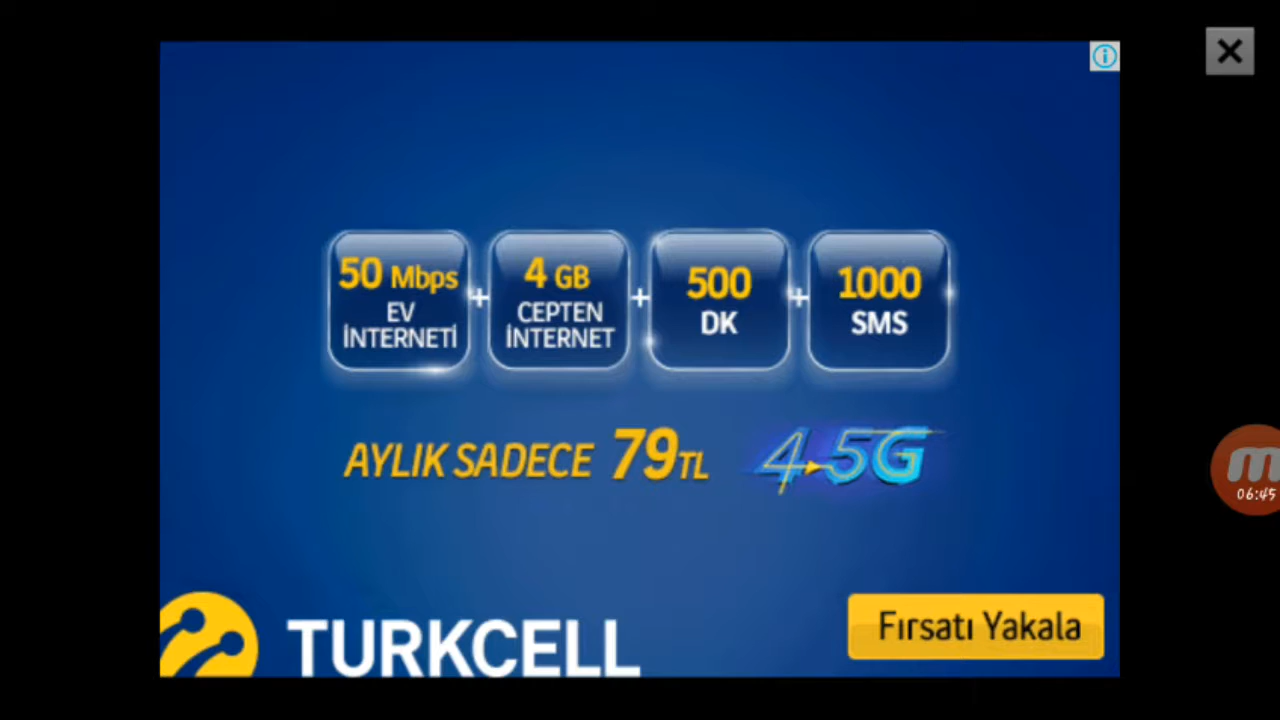 50 Mbps
EV
İNTERNETİ
+
4 GB
CEPTEN
İNTERNET
+
500
DK
+
1000
SMS
AYLIK SADECE 79TL
4.5G
06:45
TURKCELL
Fırsatı Yakala